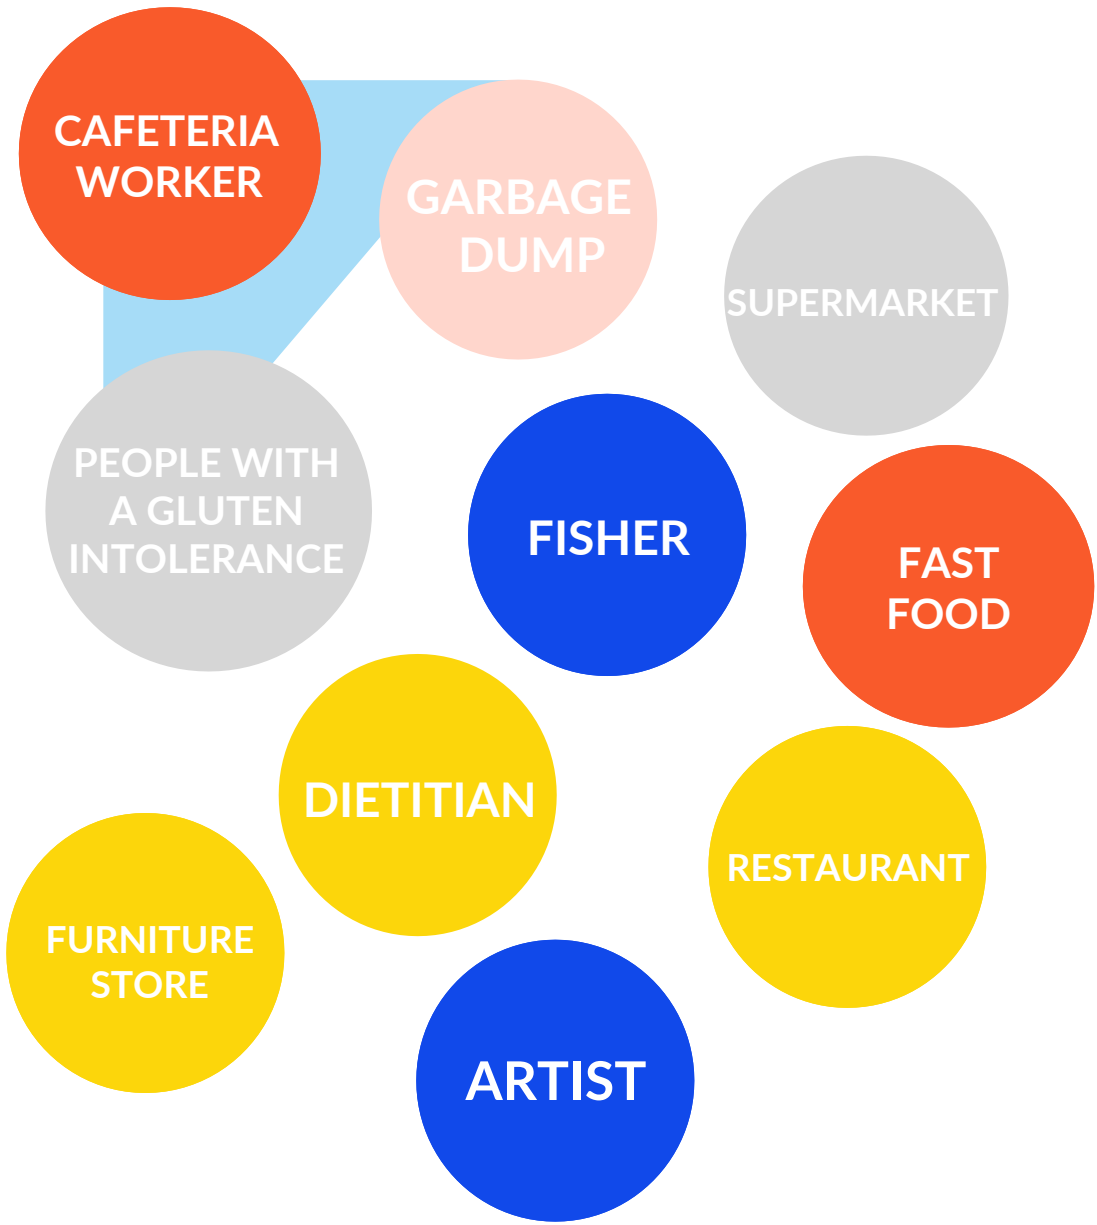 CAFETERIA
WORKER
GARBAGE
DUMP
SUPERMARKET
PEOPLE WITH
A GLUTEN
INTOLERANCE
FISHER
FAST
FOOD
DIETITIAN
RESTAURANT
FURNITURE
STORE
ARTIST